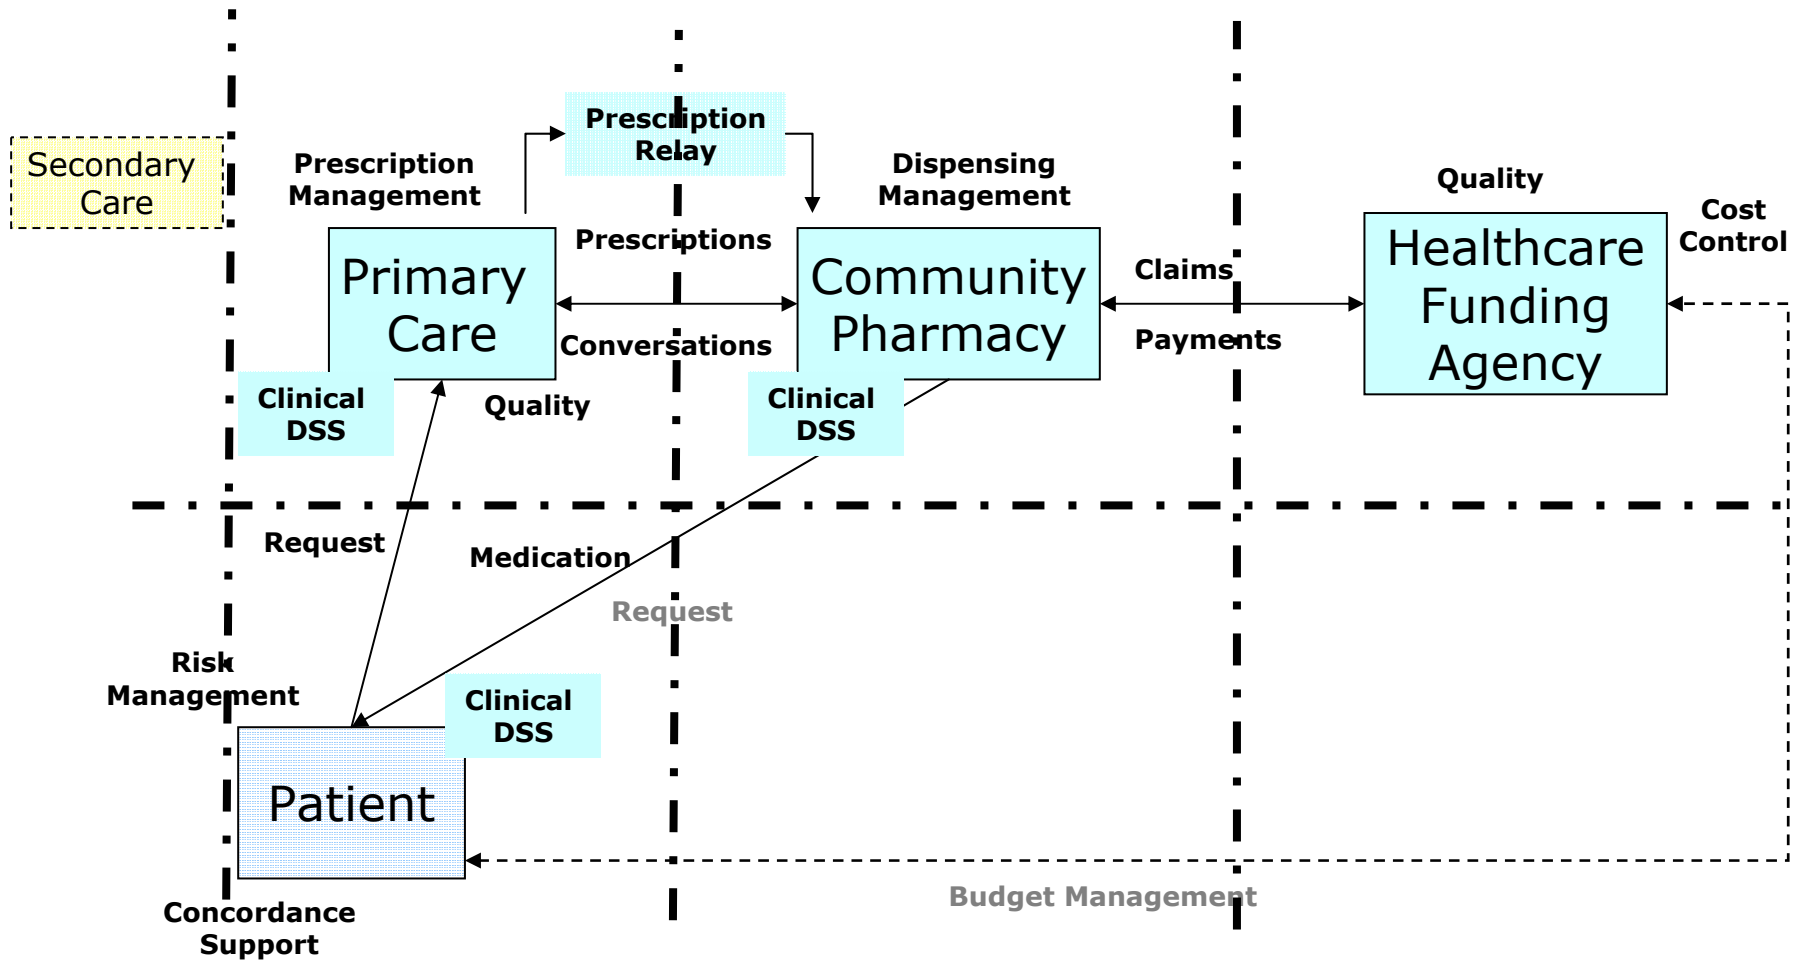 Prescription
Relay
Secondary
Care
Prescription
Management
Dispensing
Management
Quality
Cost
Control
Primary
Care
Prescriptions
Conversations
Community
Pharmacy
Claims
Payments
Healthcare
Funding
Agency
Clinical
DSS
Quality
Clinical
DSS
Request
Medication
Request
Risk
Management
Clinical
DSS
Patient
Budget Management
Concordance
Support